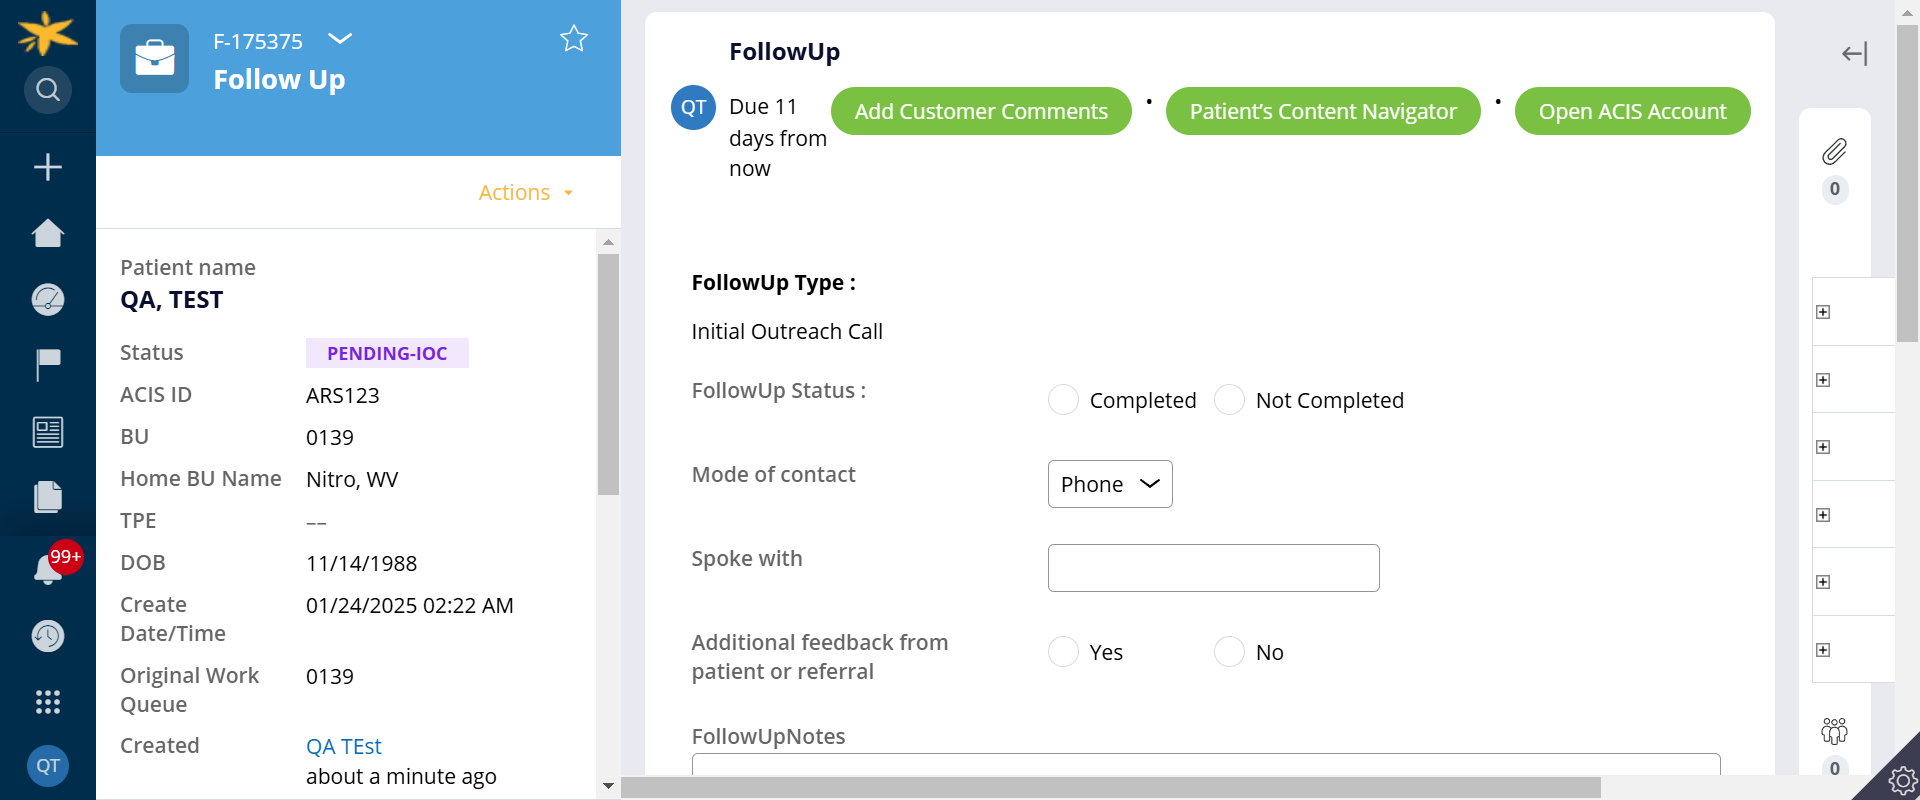 F-175375
Follow Up
Actions
Patient name
QA, TEST
Status
PENDING-IOC
ACIS ID
ARS123
BU
0139
Home BU Name
Nitro, WV
TPE
––
DOB
11/14/1988
Create
Date/Time
01/24/2025 02:22 AM
Original Work
Queue
0139
Created
QA TEst
about a minute ago
99+
QT
FollowUp
QT
Due 11
days from
now
Add Customer Comments
•
Patient’s Content Navigator
•
Open ACIS Account
FollowUp Type :
Initial Outreach Call
FollowUp Status :
Completed
Not Completed
Mode of contact
Phone
Spoke with
Additional feedback from
patient or referral
Yes
No
FollowUpNotes
0
0